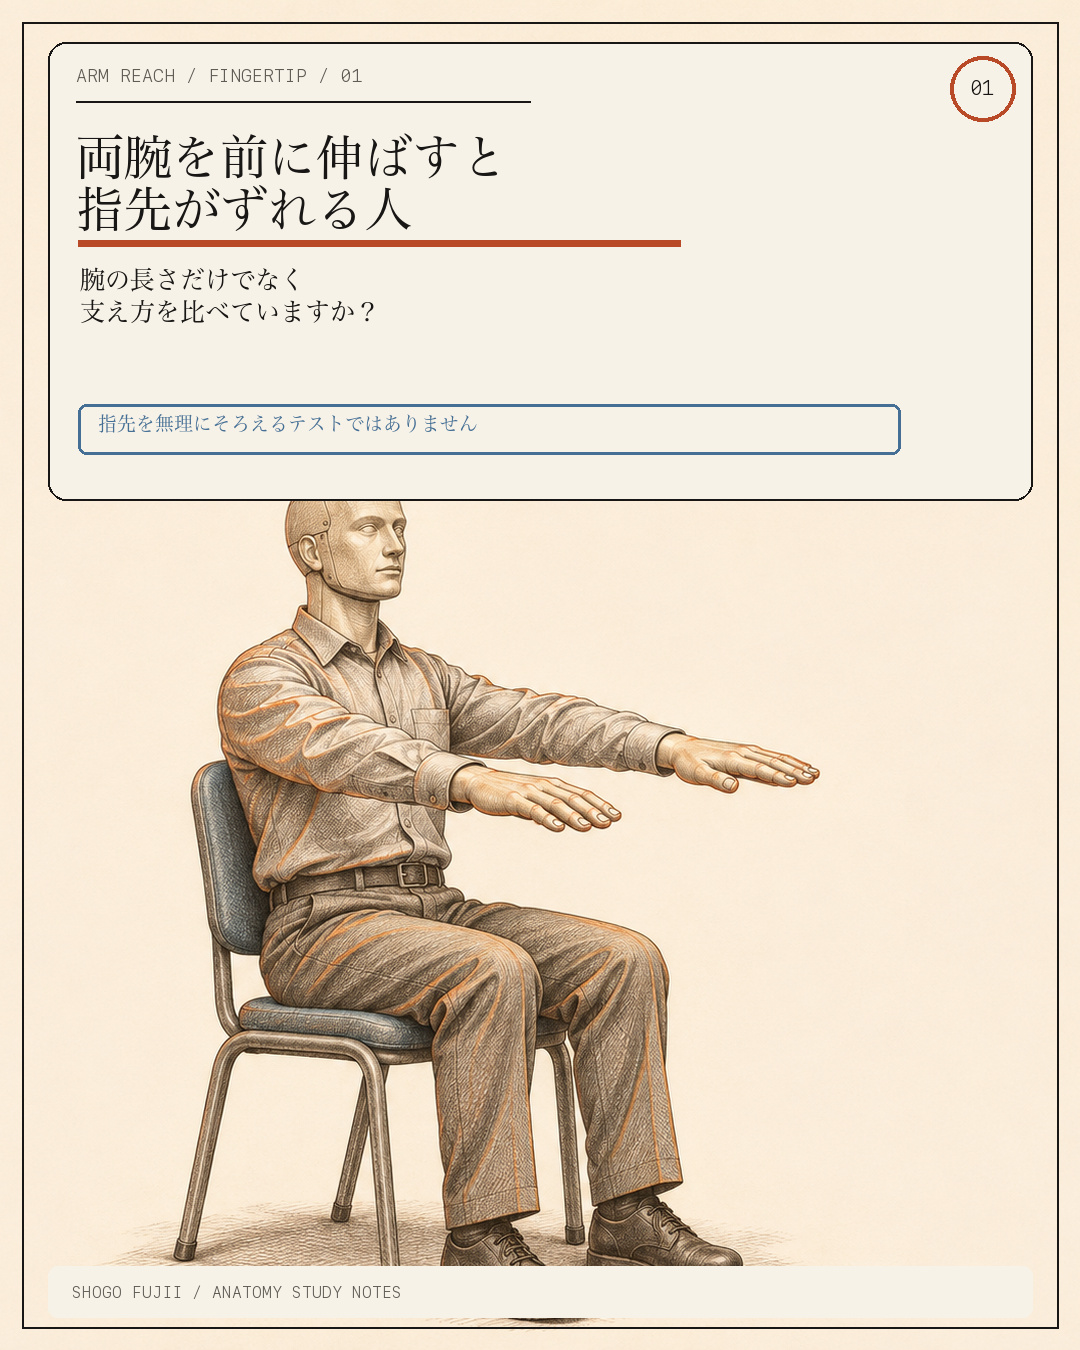 ARM REACH / FINGERTIP / 01
01
両腕を前に伸ばすと
指先がずれる人
腕の長さだけでなく
支え方を比べていますか？
指先を無理にそろえるテストではありません
SHOGO FUJII / ANATOMY STUDY NOTES